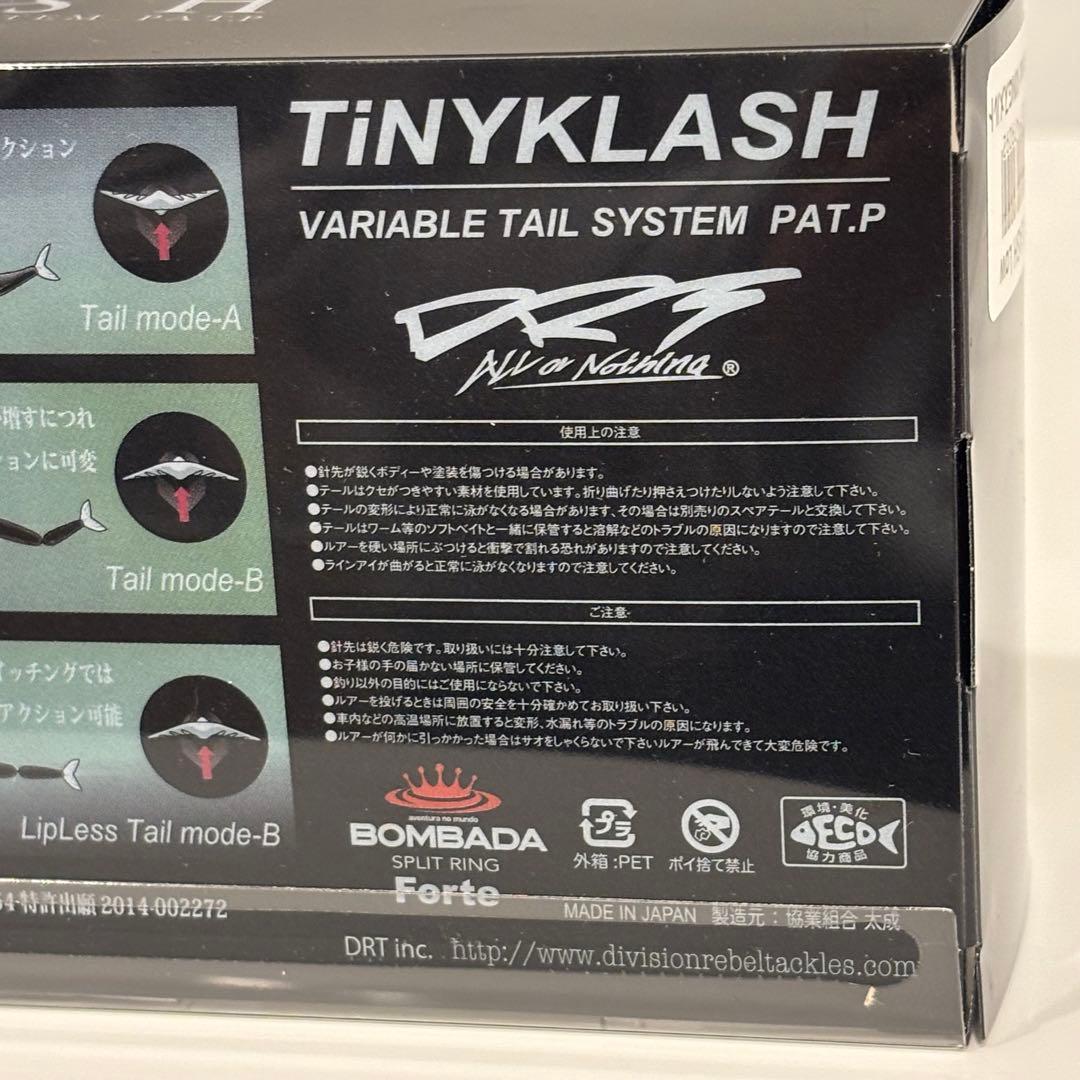 TEM PAT.P
クション
Tail mode-A
増すにつれ
ションに可変
Tail mode-B
イッチングでは
アクション可能
LipLess Tail mode-B
TiNYKLASH
VARIABLE TAIL SYSTEM PAT.P
DRT
All or Nothing ®
使用上の注意
●針先が鋭くボディーや塗装を傷つける場合があります。
●テールはクセがつきやすい素材を使用しています。折り曲げたり押さえつけたりしないよう注意して下さい。
●テールの変形により正常に泳がなくなる場合があります、その場合は別売りのスペアテールと交換して下さい。
●テールはワーム等のソフトベイトと一緒に保管すると溶解などのトラブルの原因になりますので注意して下さい。
●ルアーを硬い場所にぶつけると衝撃で割れる恐れがありますので注意してください。
●ラインアイが曲がると正常に泳がなくなりますので注意してください。
ご注意
●針先は鋭く危険です。取り扱いには十分注意して下さい。
●お子様の手の届かない場所に保管してください。
●釣り以外の目的にはご使用にならないで下さい。
●ルアーを投げるときは周囲の安全を十分確かめてお取り扱い下さい。
●車内などの高温場所に放置すると変形、水漏れ等のトラブルの原因になります。
●ルアーが何かに引っかかった場合はサオをしゃくらないで下さいルアーが飛んできて大変危険です。
aventura no mundo
BOMBADA
SPLIT RING
Forte
プラ
外箱:PET
ポイ捨て禁止
環境・美化
ECO
協力商品
54・特許出願 2014-002272
MADE IN JAPAN 製造元：協業組合 太成
DRT inc. http://www.divisionrebeltackles.com